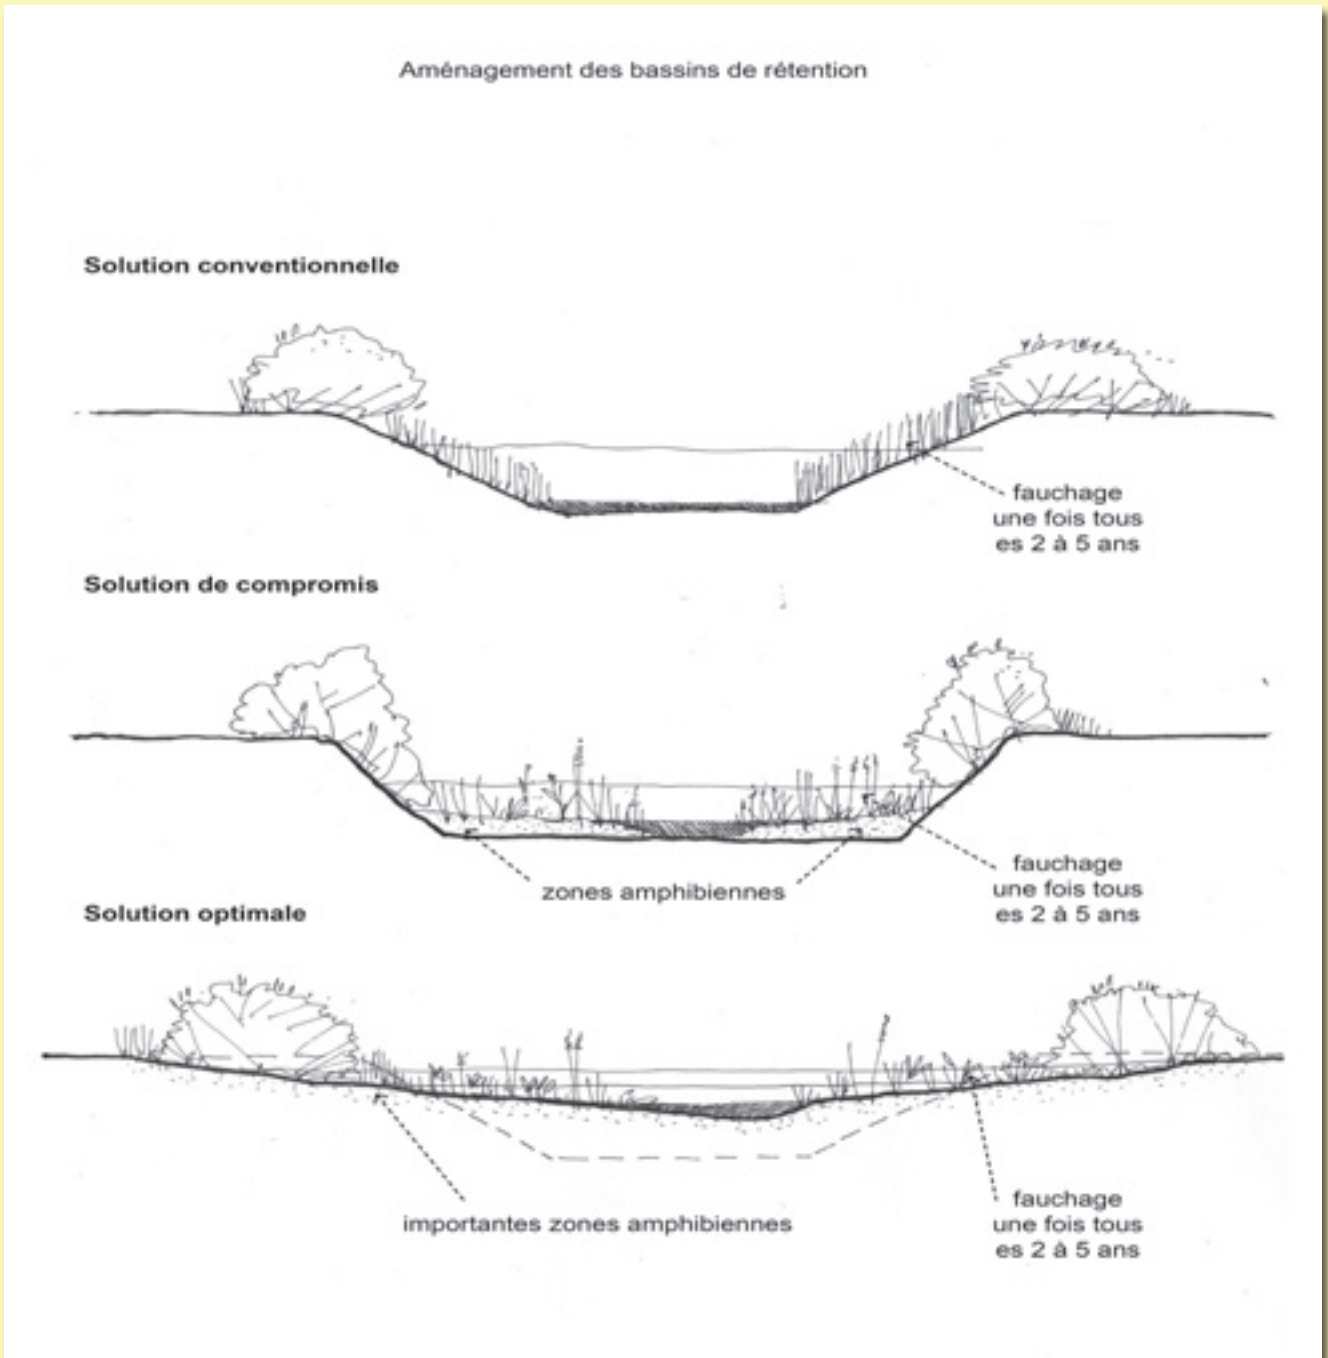 Aménagement des bassins de rétention
Solution conventionnelle
fauchage
une fois tous
es 2 à 5 ans
Solution de compromis
zones amphibiennes
fauchage
une fois tous
es 2 à 5 ans
Solution optimale
importantes zones amphibiennes
fauchage
une fois tous
es 2 à 5 ans